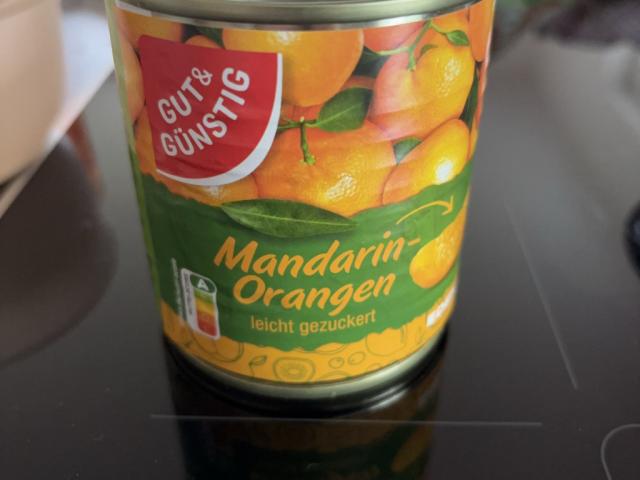 GUT&
GÜNSTIG
Mandarin-
Orangen
leicht gezuckert
A